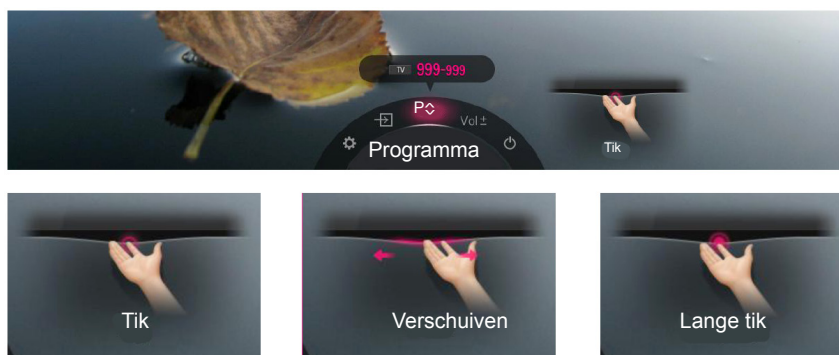 TV 999-999
P
Vol ±
Programma
Tik
Tik
Verschuiven
Lange tik